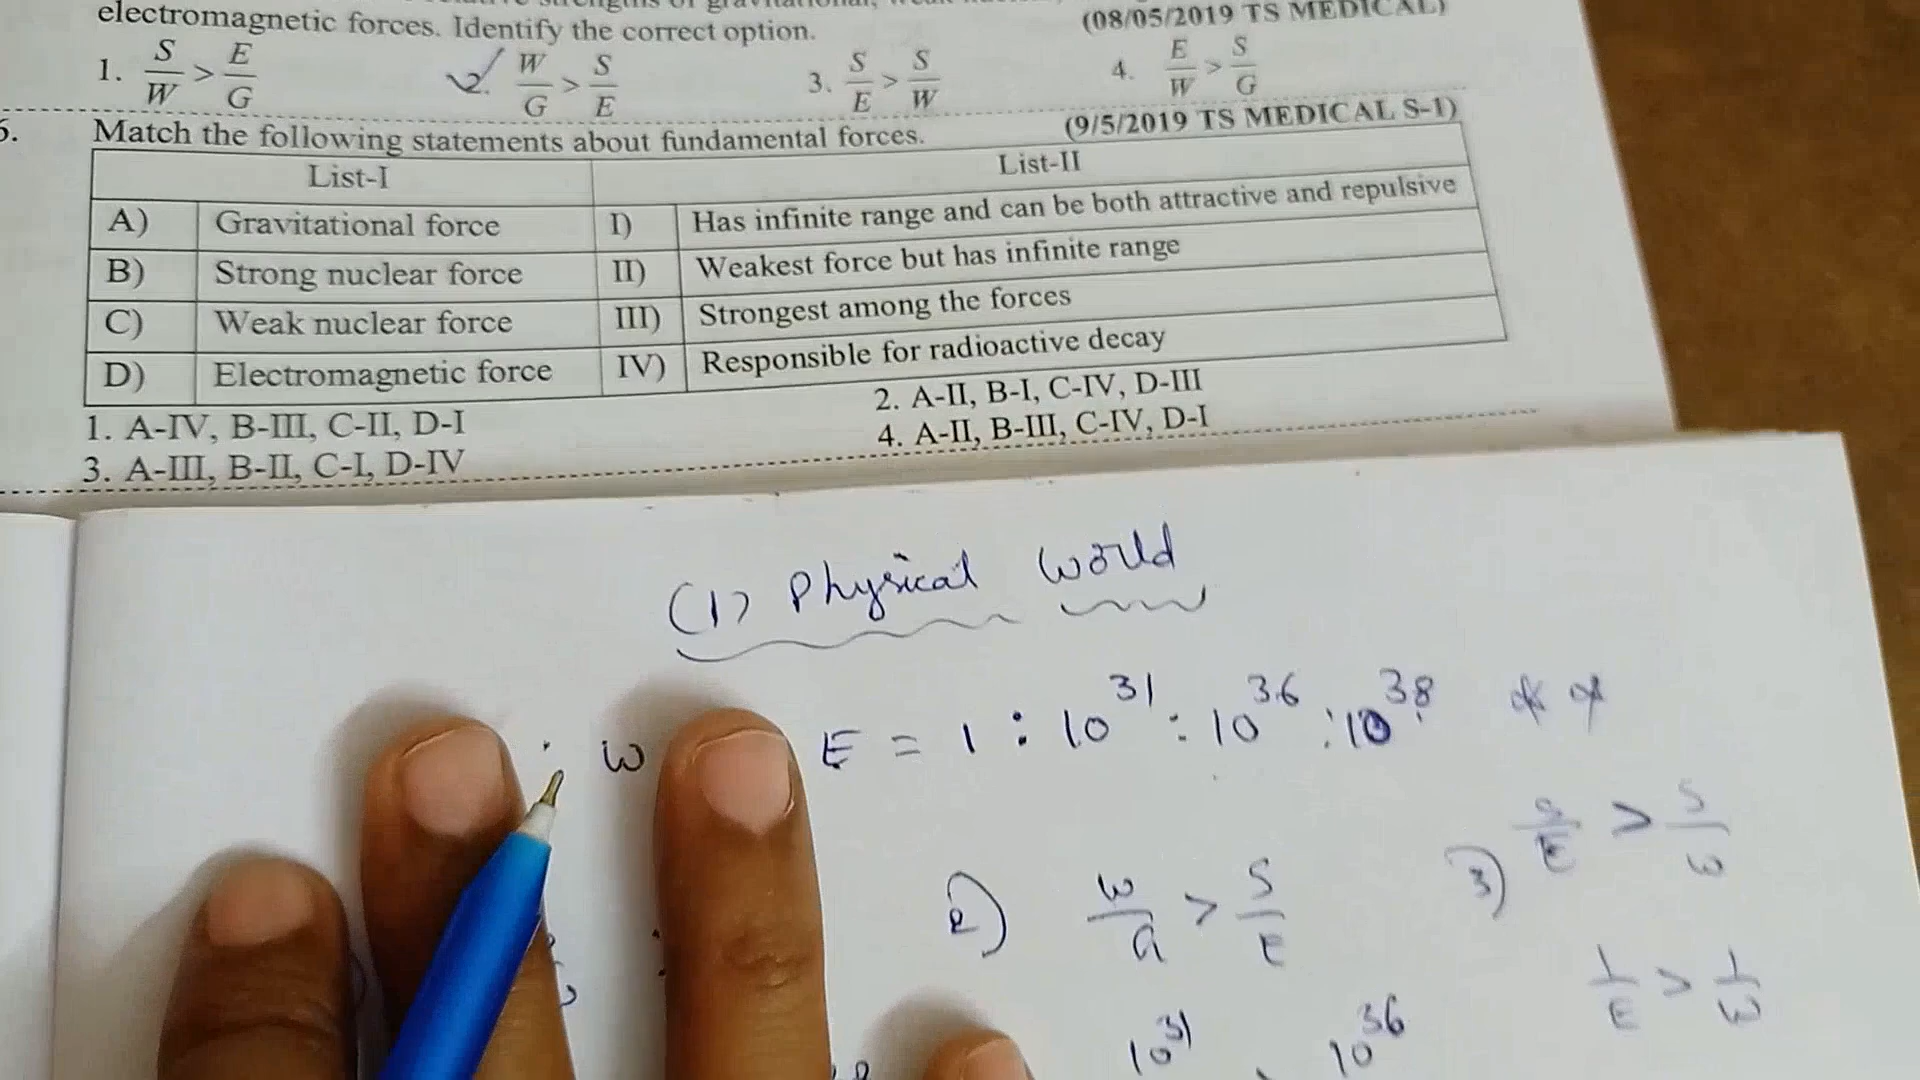 electromagnetic forces. Identify the correct option. (08/05/2019 TS MEDICAL)
1. S/W > E/G 2. W/G > S/E 3. S/E > S/W 4. E/W > S/G
Match the following statements about fundamental forces. (9/5/2019 TS MEDICAL S-1)
List-I List-II
A) Gravitational force I) Has infinite range and can be both attractive and repulsive
B) Strong nuclear force II) Weakest force but has infinite range
C) Weak nuclear force III) Strongest among the forces
D) Electromagnetic force IV) Responsible for radioactive decay
1. A-IV, B-III, C-II, D-I 2. A-II, B-I, C-IV, D-III
3. A-III, B-II, C-I, D-IV 4. A-II, B-III, C-IV, D-I
(1) Physical World
: W E = 1 : 10^31 : 10^36 : 10^38 * *
2) W/G > S/E 3) S/E > S/W
1/E > 1/W
10^31 10^36